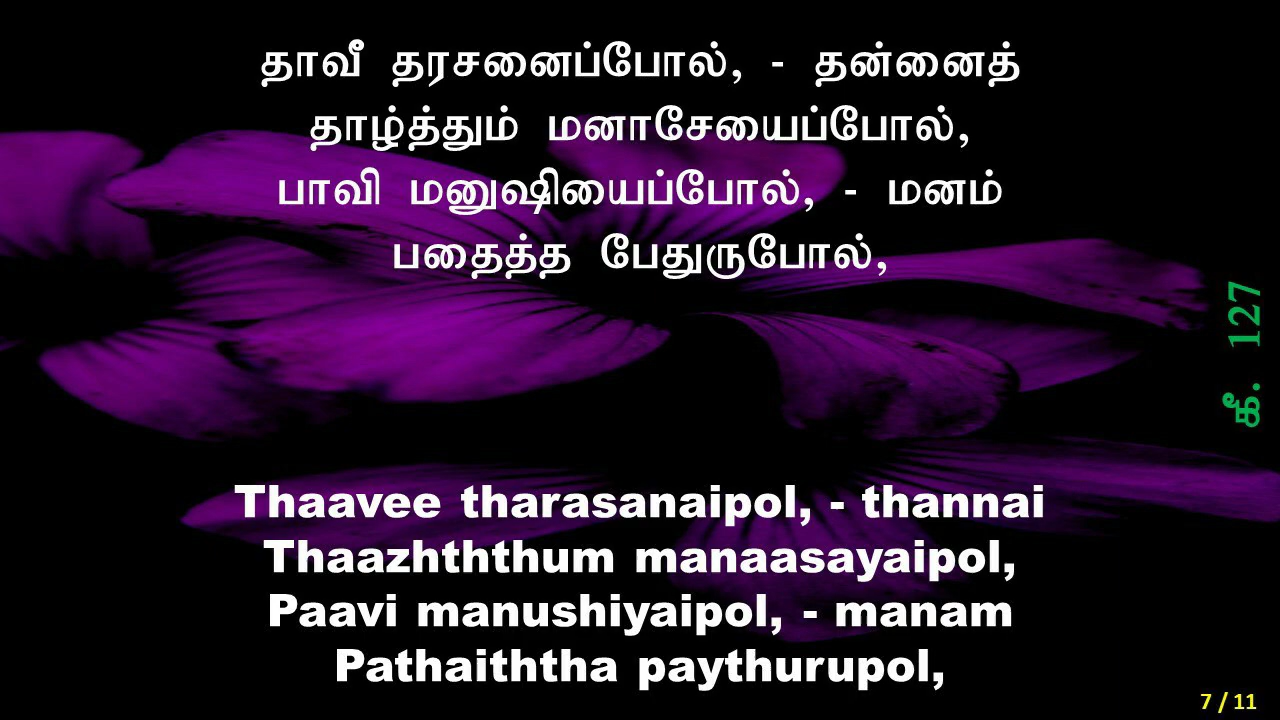 தாவீ தரசனைப்போல், - தன்னைத்
தாழ்த்தும் மனாசேயைப்போல்,
பாவி மனுஷியைப்போல், - மனம்
பதைத்த பேதுருபோல்,
கீ. 127
Thaavee tharasanaipol, - thannai
Thaazhththum manaasayaipol,
Paavi manushiyaipol, - manam
Pathaiththa paythurupol,
7 / 11